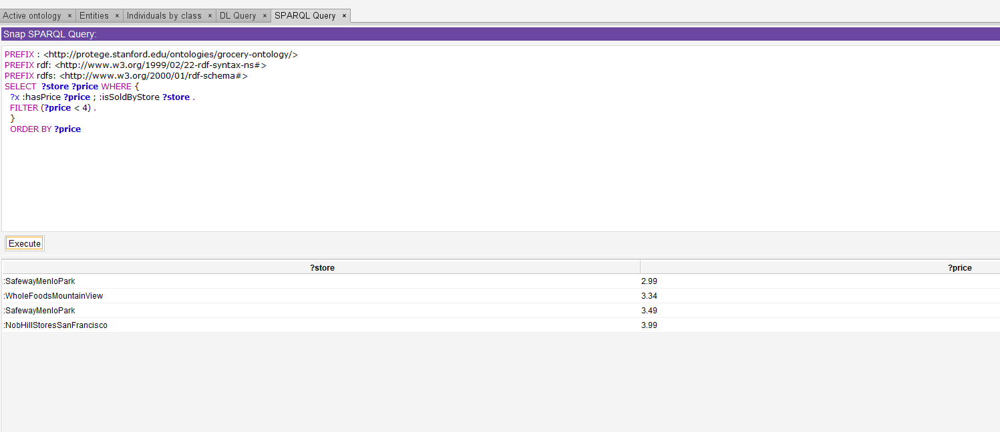 Active ontology × Entities × Individuals by class × DL Query × SPARQL Query ×
Snap SPARQL Query:
PREFIX : <http://protege.stanford.edu/ontologies/grocery-ontology/>
PREFIX rdf: <http://www.w3.org/1999/02/22-rdf-syntax-ns#>
PREFIX rdfs: <http://www.w3.org/2000/01/rdf-schema#>
SELECT ?store ?price WHERE {
?x :hasPrice ?price ; :isSoldByStore ?store .
FILTER (?price < 4) .
}
ORDER BY ?price
Execute
?store ?price
:SafewayMenloPark 2.99
:WholeFoodsMountainView 3.34
:SafewayMenloPark 3.49
:NobHillStoresSanFrancisco 3.99